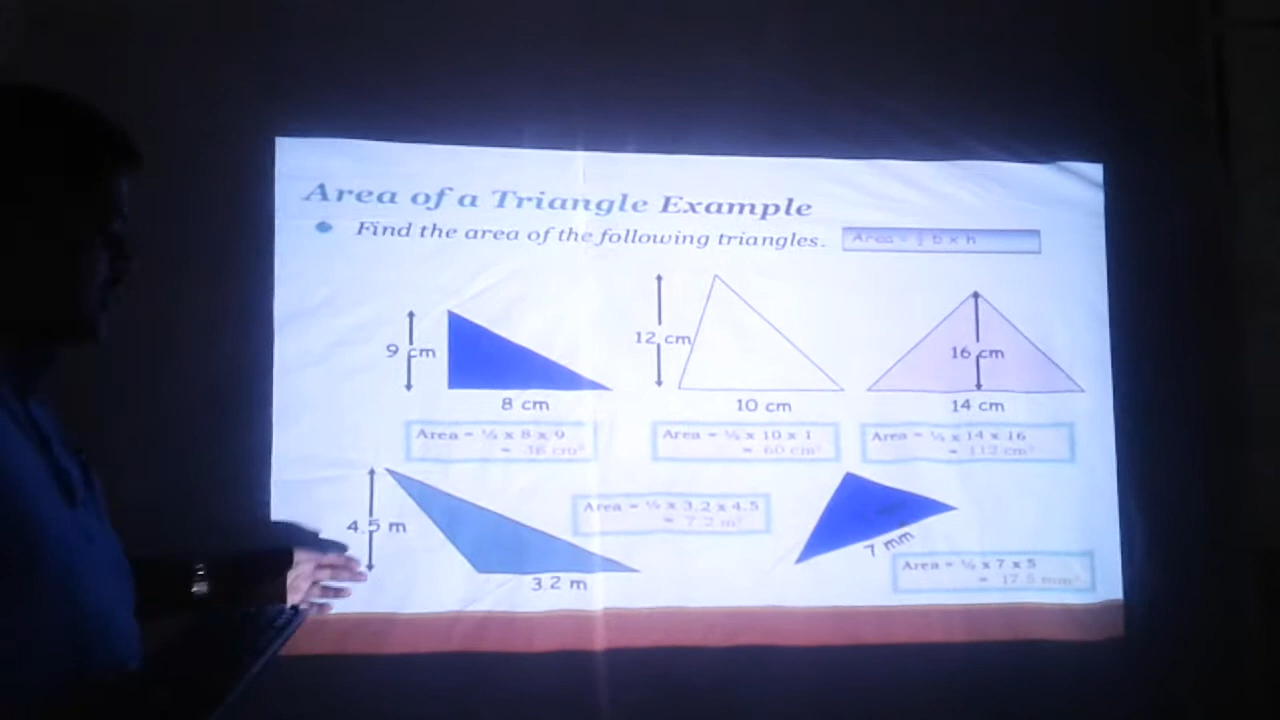 Area of a Triangle Example
Find the area of the following triangles.
Area = ½ b × h
9 cm
8 cm
12 cm
10 cm
16 cm
14 cm
Area = ½ x 8 x 9
= 36 cm²
Area = ½ x 10 x 1
= 60 cm²
Area = ½ x 14 x 16
= 112 cm²
4.5 m
3.2 m
Area = ½ x 3.2 x 4.5
= 7.2 m²
7 mm
Area = ½ x 7 x 5
= 17.5 mm²